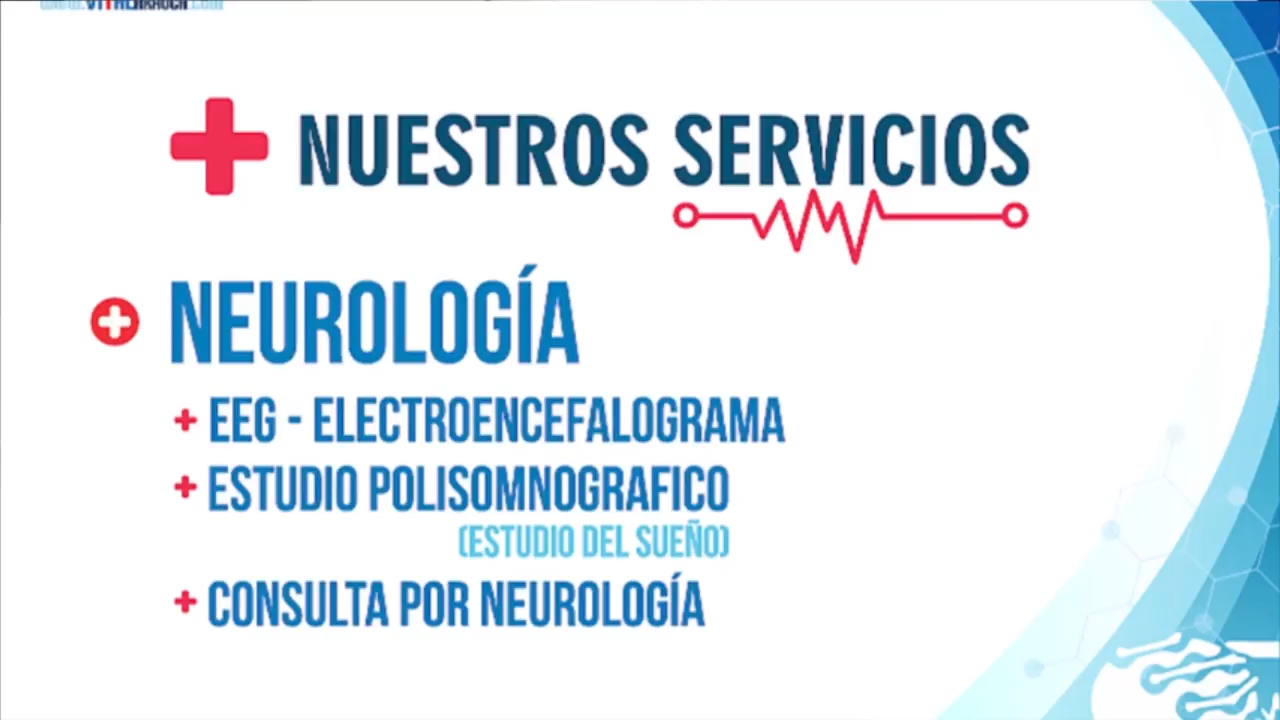 NUESTROS SERVICIOS
NEUROLOGÍA
+ EEG - ELECTROENCEFALOGRAMA
+ ESTUDIO POLISOMNOGRAFICO
(ESTUDIO DEL SUEÑO)
+ CONSULTA POR NEUROLOGÍA